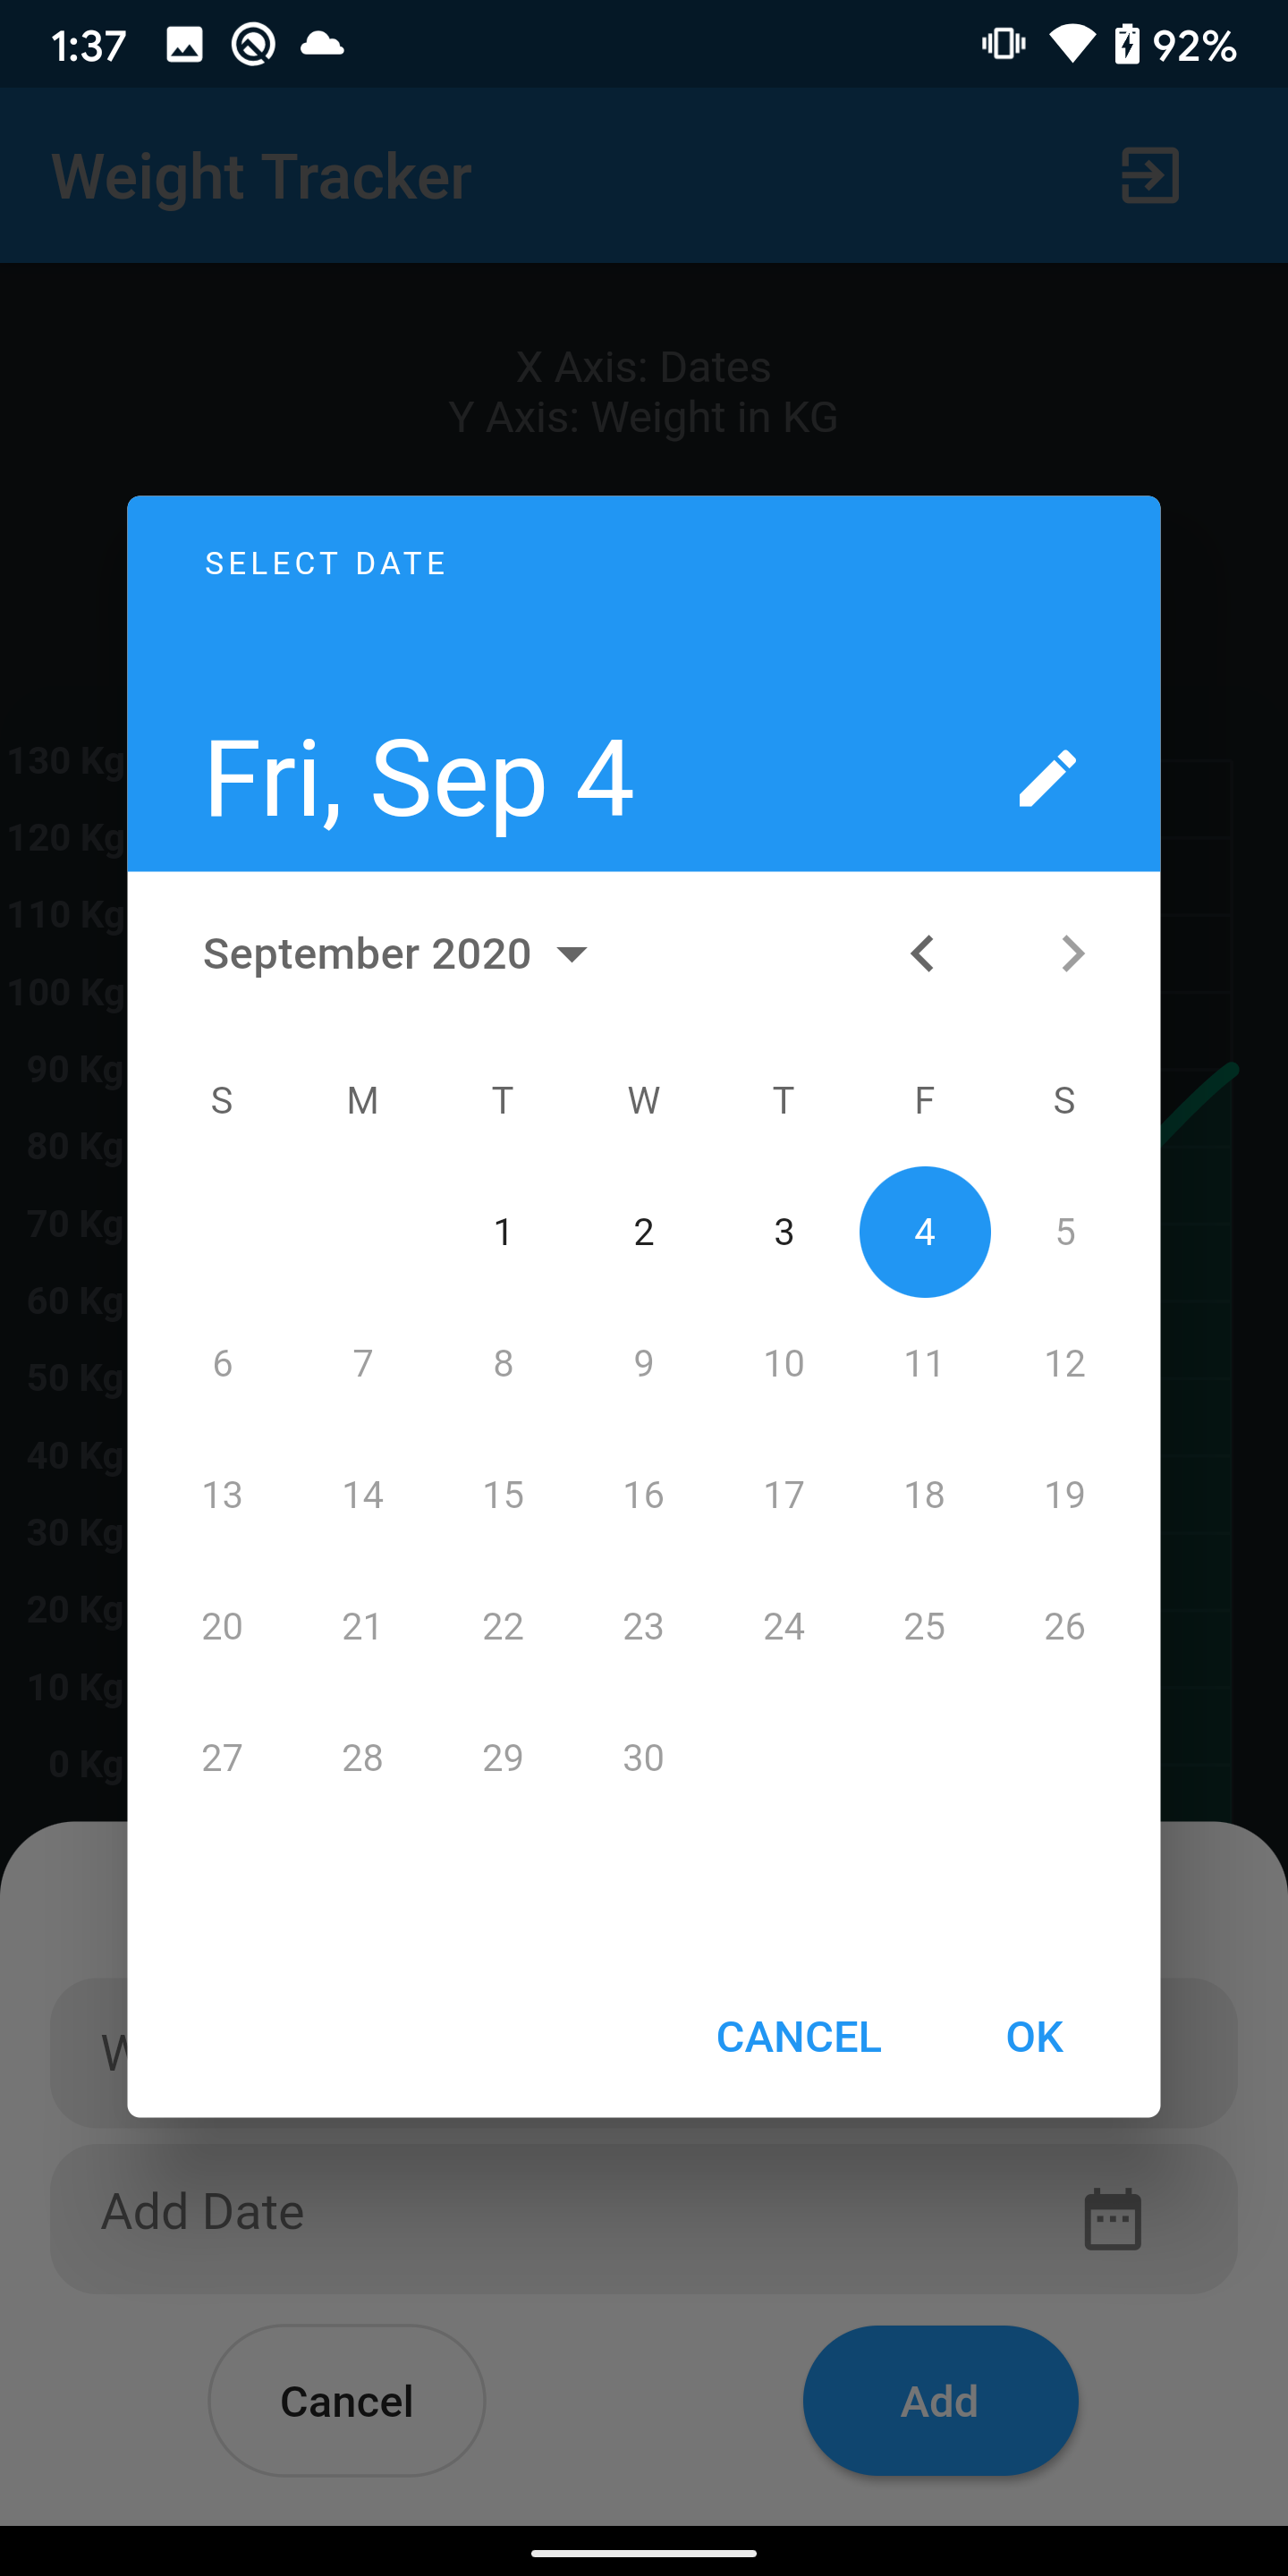 1:37 92%
Weight Tracker
X Axis: Dates
Y Axis: Weight in KG
SELECT DATE
Fri, Sep 4
130 Kg
120 Kg
110 Kg
100 Kg
90 Kg
80 Kg
70 Kg
60 Kg
50 Kg
40 Kg
30 Kg
20 Kg
10 Kg
0 Kg
September 2020
S M T W T F S
1 2 3 4 5
6 7 8 9 10 11 12
13 14 15 16 17 18 19
20 21 22 23 24 25 26
27 28 29 30
CANCEL OK
Add Date
Cancel Add